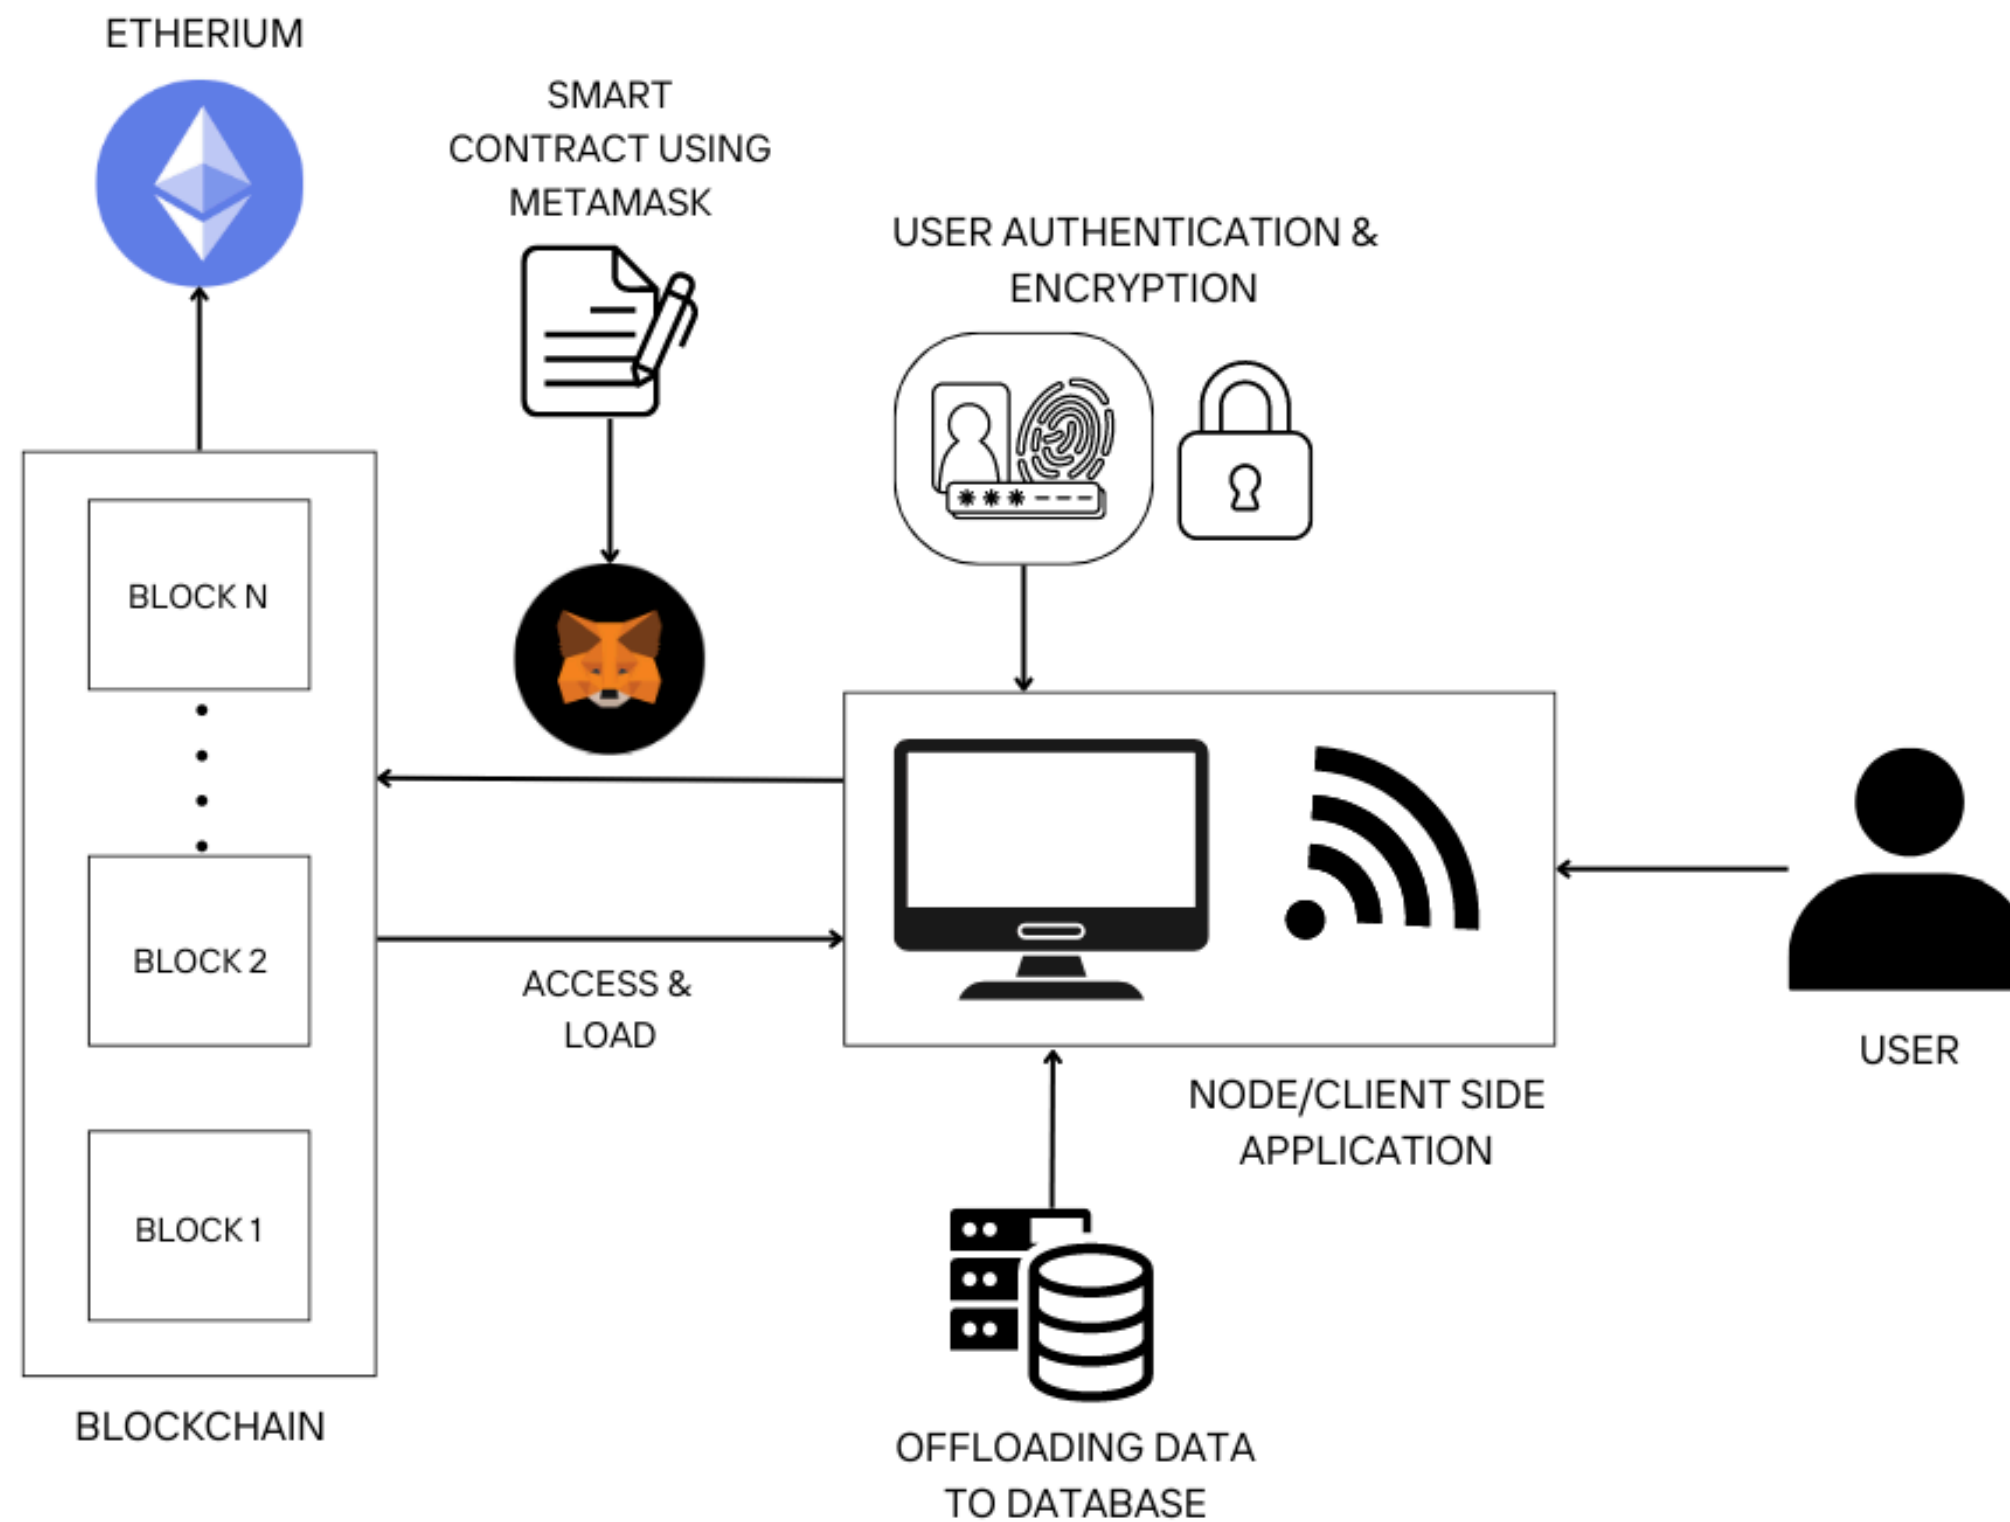 ETHERIUM
SMART
CONTRACT USING
METAMASK
USER AUTHENTICATION &
ENCRYPTION
BLOCK N
BLOCK 2
BLOCK 1
BLOCKCHAIN
ACCESS &
LOAD
NODE/CLIENT SIDE
APPLICATION
USER
OFFLOADING DATA
TO DATABASE